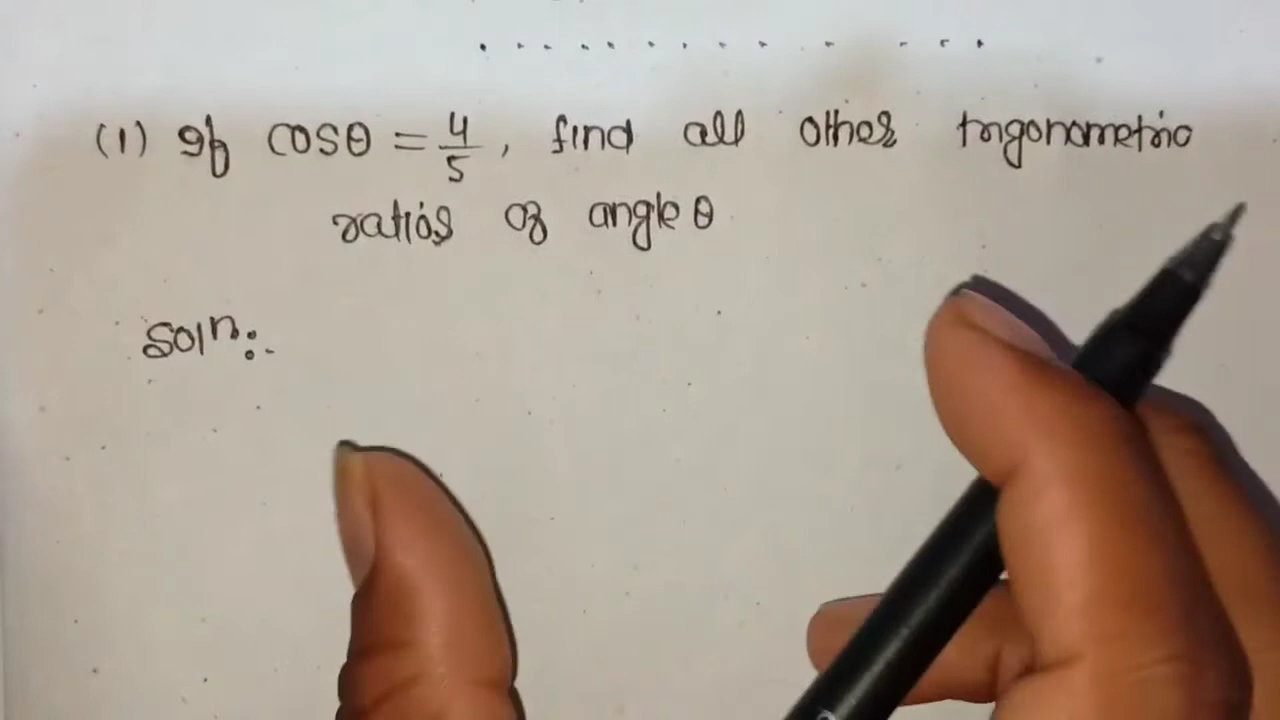 (1) If cosθ = 4/5, find all other trigonometric
ratios of angle θ
Soln:-